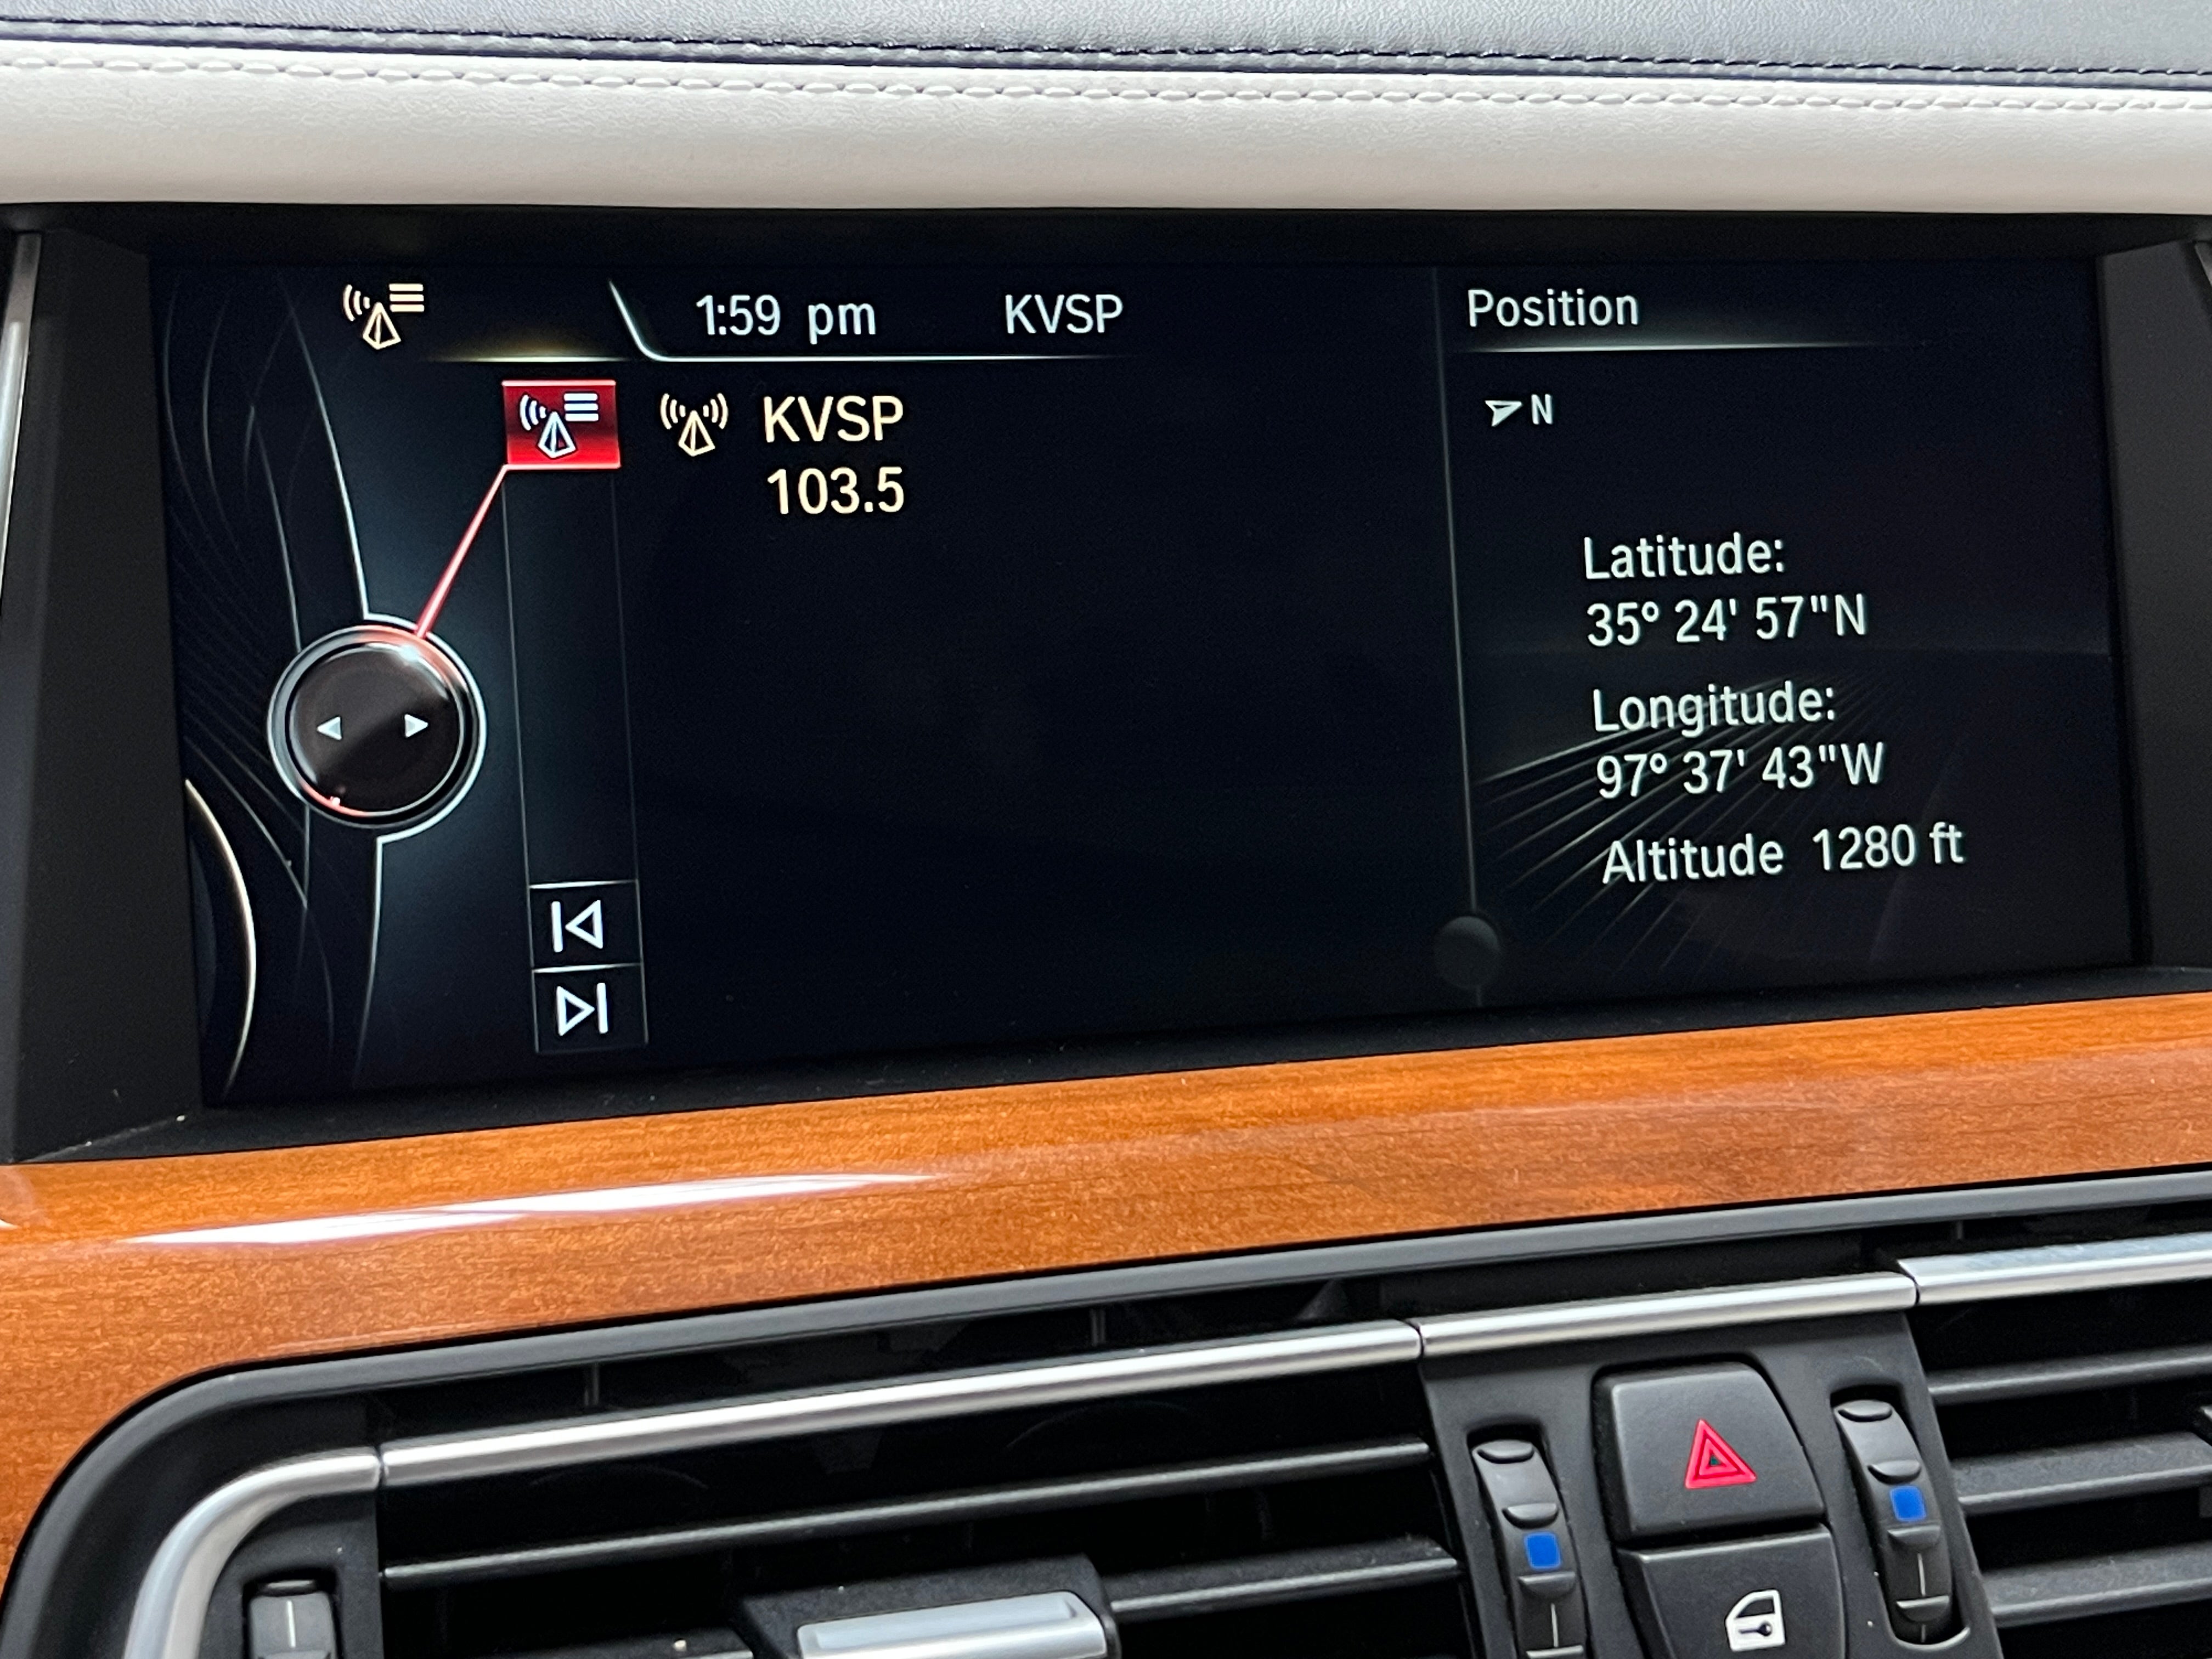 1:59 pm KVSP
KVSP
103.5
Position
N
Latitude:
35° 24' 57"N
Longitude:
97° 37' 43"W
Altitude 1280 ft